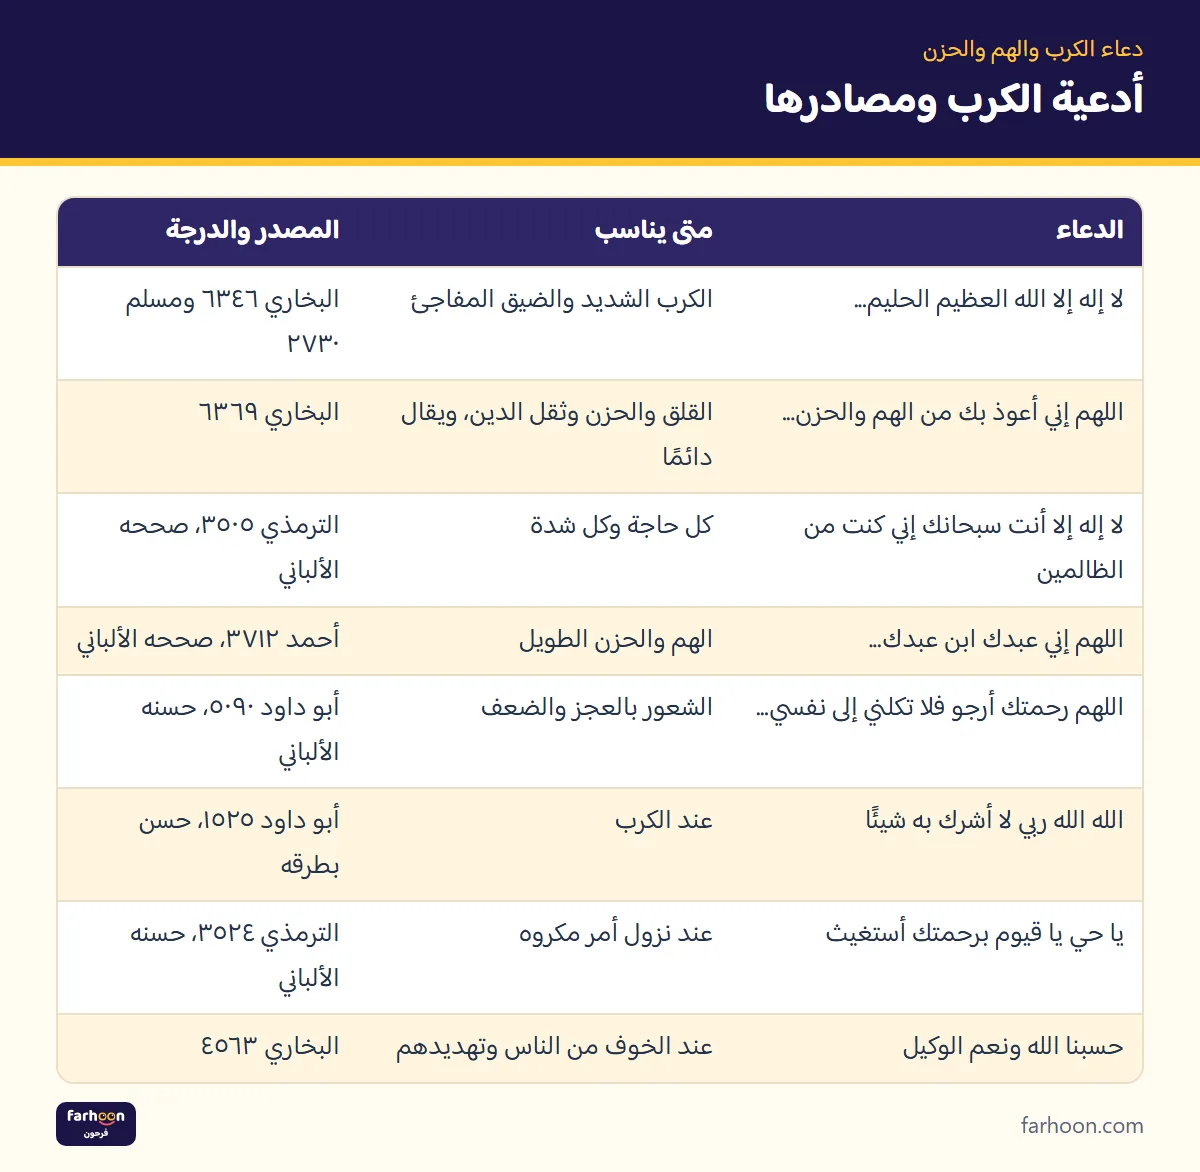 دعاء الكرب والهم والحزن
أدعية الكرب ومصادرها
الدعاء
متى يناسب
المصدر والدرجة
لا إله إلا الله العظيم الحليم...
الكرب الشديد والضيق المفاجئ
البخاري ٦٣٤٦ ومسلم
٢٧٣٠
اللهم إني أعوذ بك من الهم والحزن...
القلق والحزن وثقل الدين، ويقال
دائمًا
البخاري ٦٣٦٩
لا إله إلا أنت سبحانك إني كنت من
الظالمين
كل حاجة وكل شدة
الترمذي ٣٥٠٥، صححه
الألباني
اللهم إني عبدك ابن عبدك...
الهم والحزن الطويل
أحمد ٣٧١٢، صححه الألباني
اللهم رحمتك أرجو فلا تكلني إلى نفسي...
الشعور بالعجز والضعف
أبو داود ٥٠٩٠، حسنه
الألباني
الله الله ربي لا أشرك به شيئًا
عند الكرب
أبو داود ١٥٢٥، حسن
بطرقه
يا حي يا قيوم برحمتك أستغيث
عند نزول أمر مكروه
الترمذي ٣٥٢٤، حسنه
الألباني
حسبنا الله ونعم الوكيل
عند الخوف من الناس وتهديدهم
البخاري ٤٥٦٣
farhoon.com
farhoon
فرحون